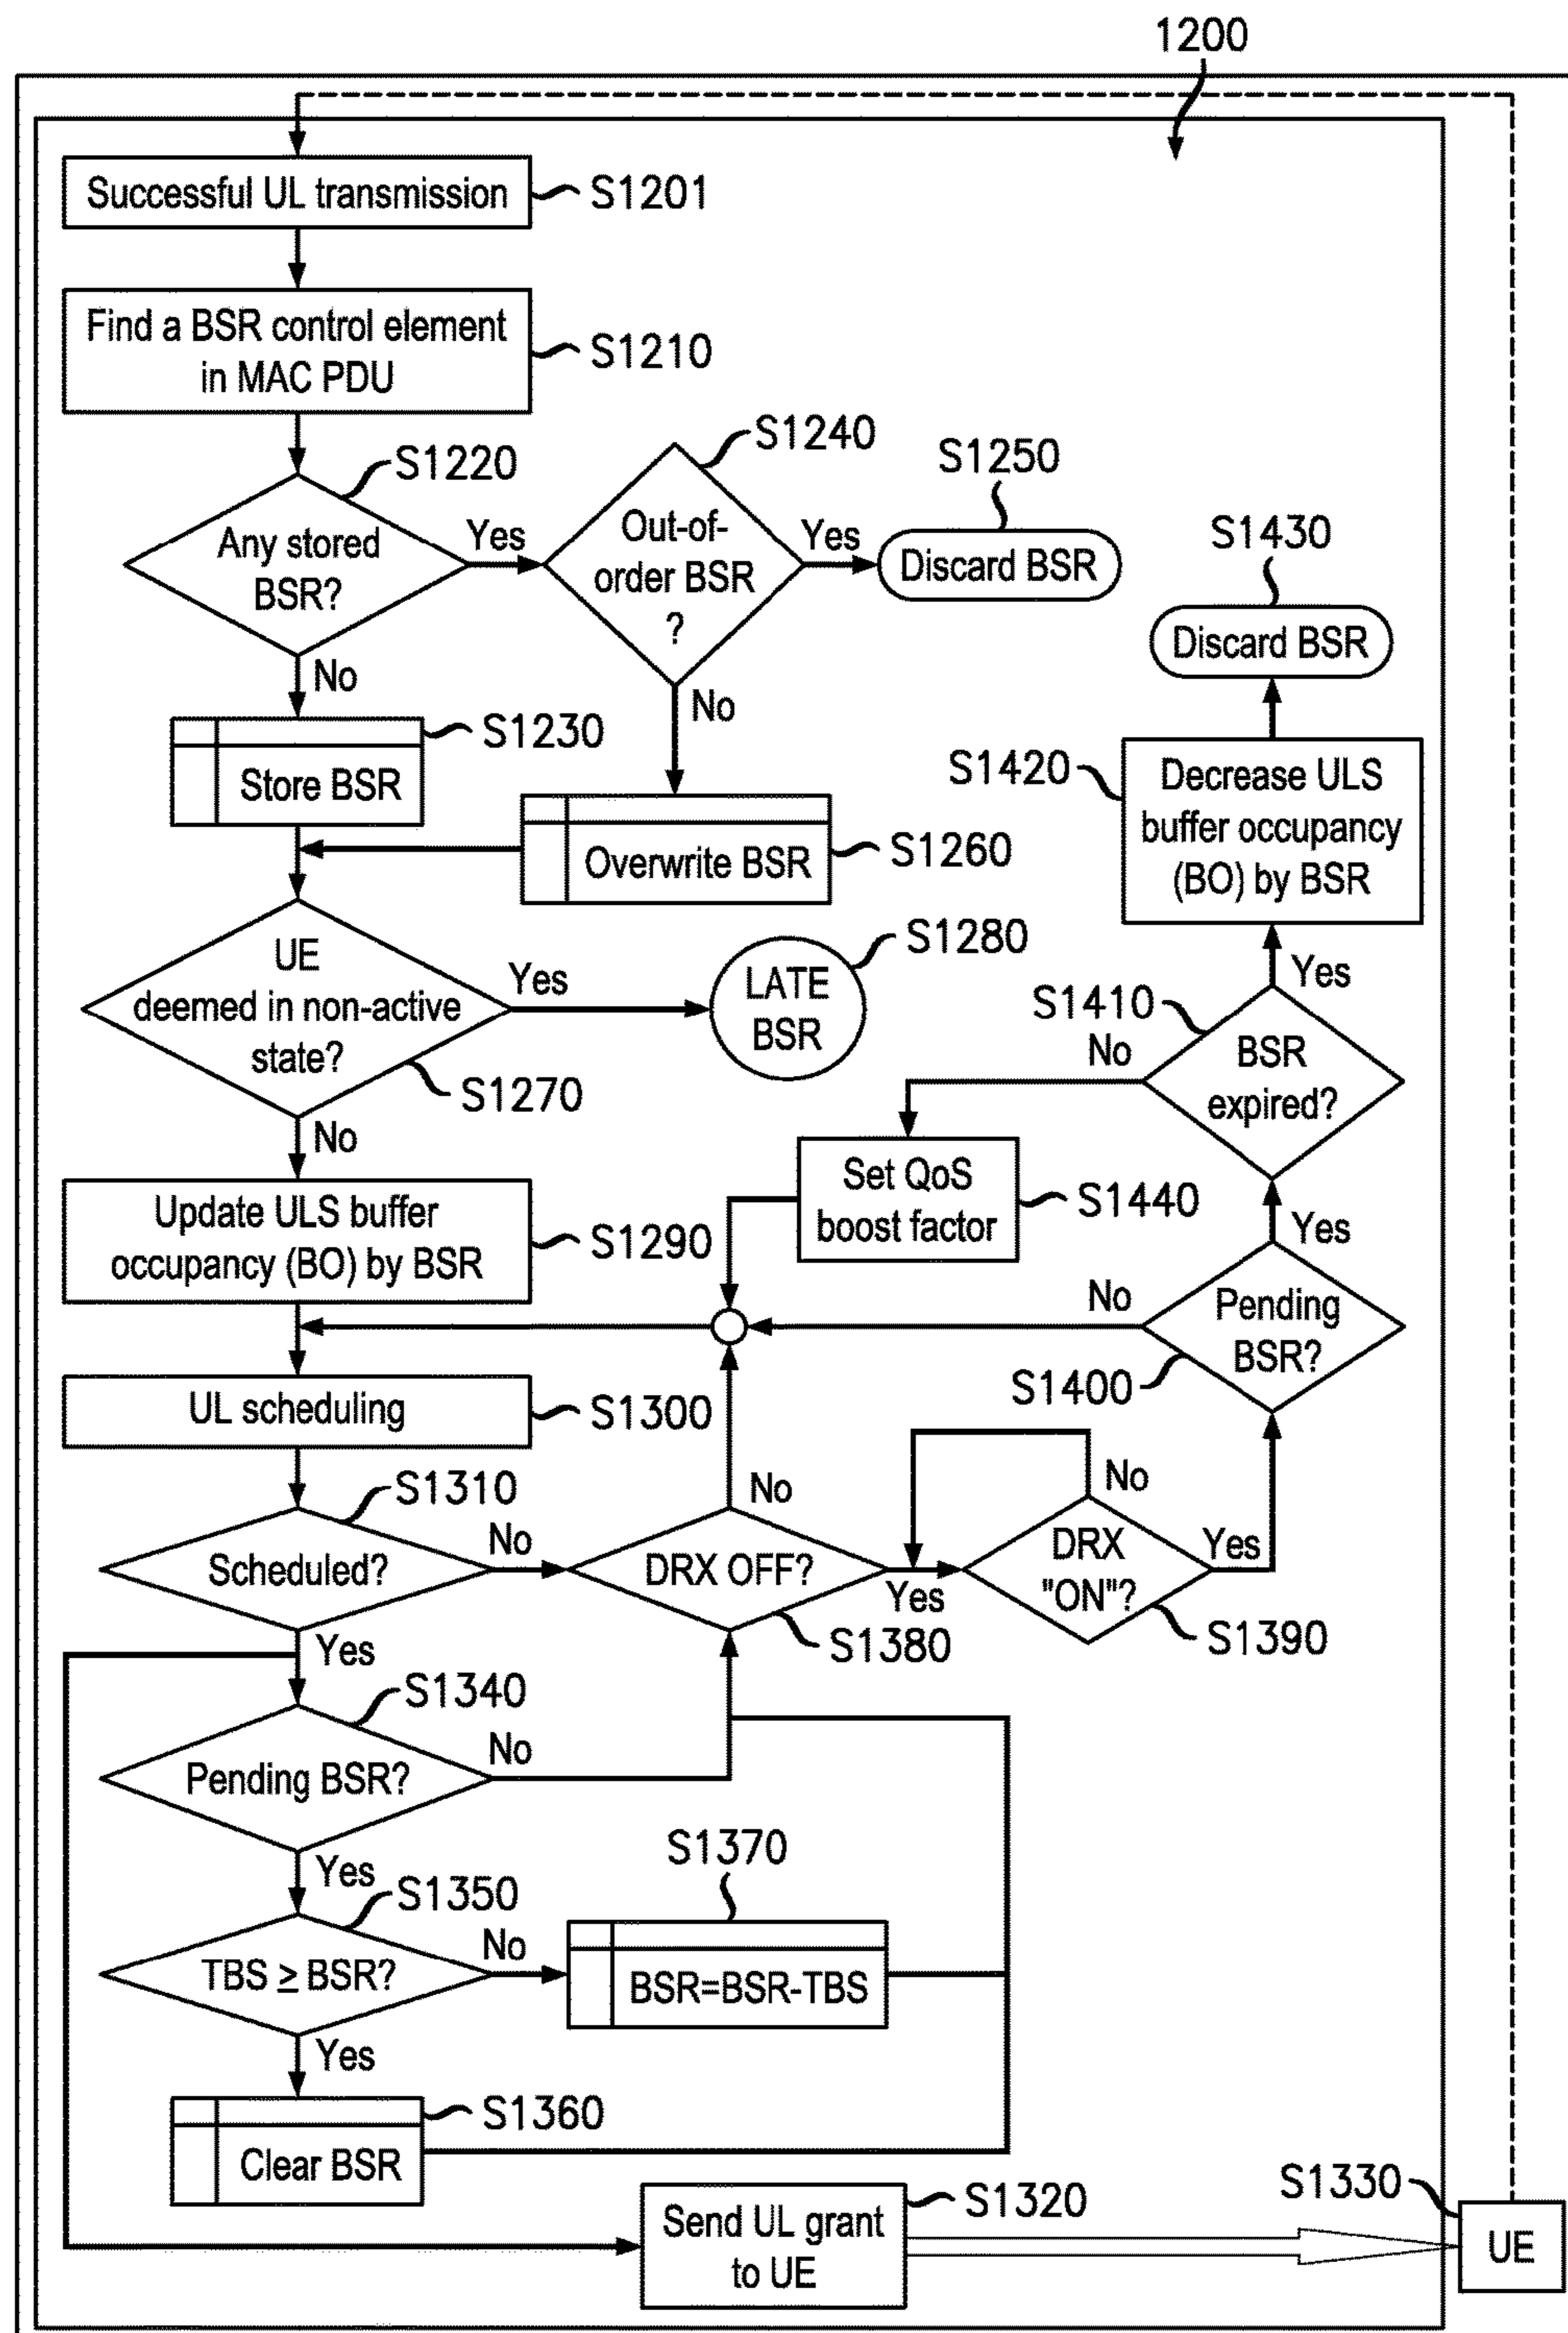 1200
Successful UL transmission
S1201
Find a BSR control element
in MAC PDU
S1210
S1220
Any stored
BSR?
Yes
No
S1240
Out-of-
order BSR
?
Yes
No
S1250
Discard BSR
S1230
Store BSR
S1260
Overwrite BSR
S1430
Discard BSR
S1420
Decrease ULS
buffer occupancy
(BO) by BSR
UE
deemed in non-active
state?
S1270
Yes
No
S1280
LATE
BSR
Yes
S1410
No
BSR
expired?
Set QoS
boost factor
S1440
Update ULS buffer
occupancy (BO) by BSR
S1290
Yes
No
Pending
BSR?
S1400
UL scheduling
S1300
S1310
Scheduled?
No
Yes
No
DRX OFF?
Yes
S1380
No
DRX
"ON"?
Yes
S1390
S1340
Pending BSR?
No
Yes
S1350
TBS ≥ BSR?
No
Yes
S1370
BSR=BSR-TBS
S1360
Clear BSR
Send UL grant
to UE
S1320
S1330
UE